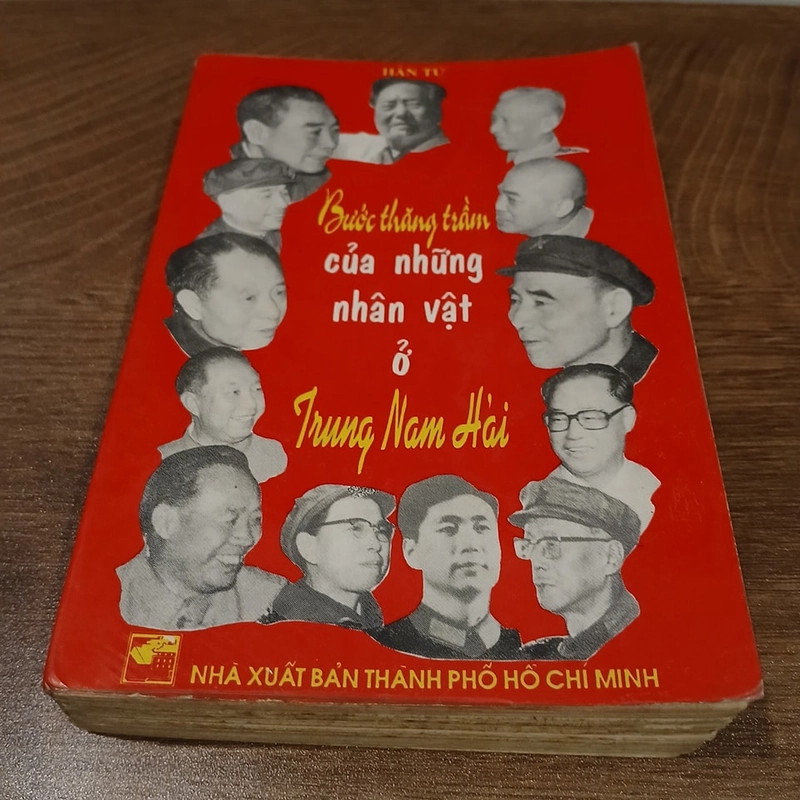 HÀN TỬ
Bước thăng trầm
của những
nhân vật
ở
Trung Nam Hải
NHÀ XUẤT BẢN THÀNH PHỐ HỒ CHÍ MINH